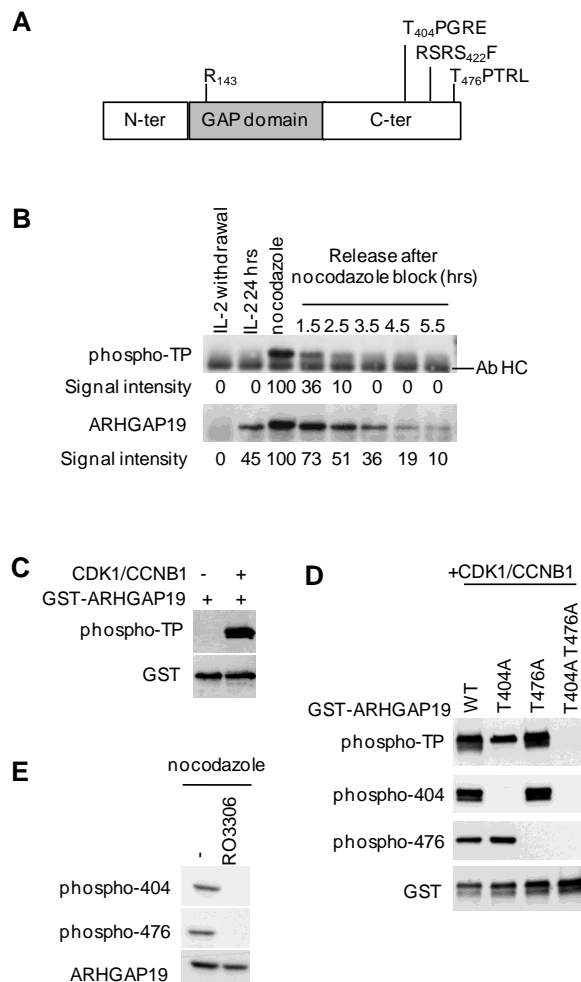 A
T404PGRE
RSRS422F
R143
T476PTRL
N-ter GAP domain C-ter
B
IL-2 withdrawal
IL-2 24 hrs
nocodazole
Release after
nocodazole block (hrs)
1.5 2.5 3.5 4.5 5.5
phospho-TP
Ab HC
Signal intensity 0 0 100 36 10 0 0 0
ARHGAP19
Signal intensity 0 45 100 73 51 36 19 10
C
CDK1/CCNB1 - +
GST-ARHGAP19 + +
phospho-TP
GST
D
+CDK1/CCNB1
GST-ARHGAP19
WT
T404A
T476A
T404A T476A
phospho-TP
phospho-404
phospho-476
GST
E
nocodazole
-
RO3306
phospho-404
phospho-476
ARHGAP19